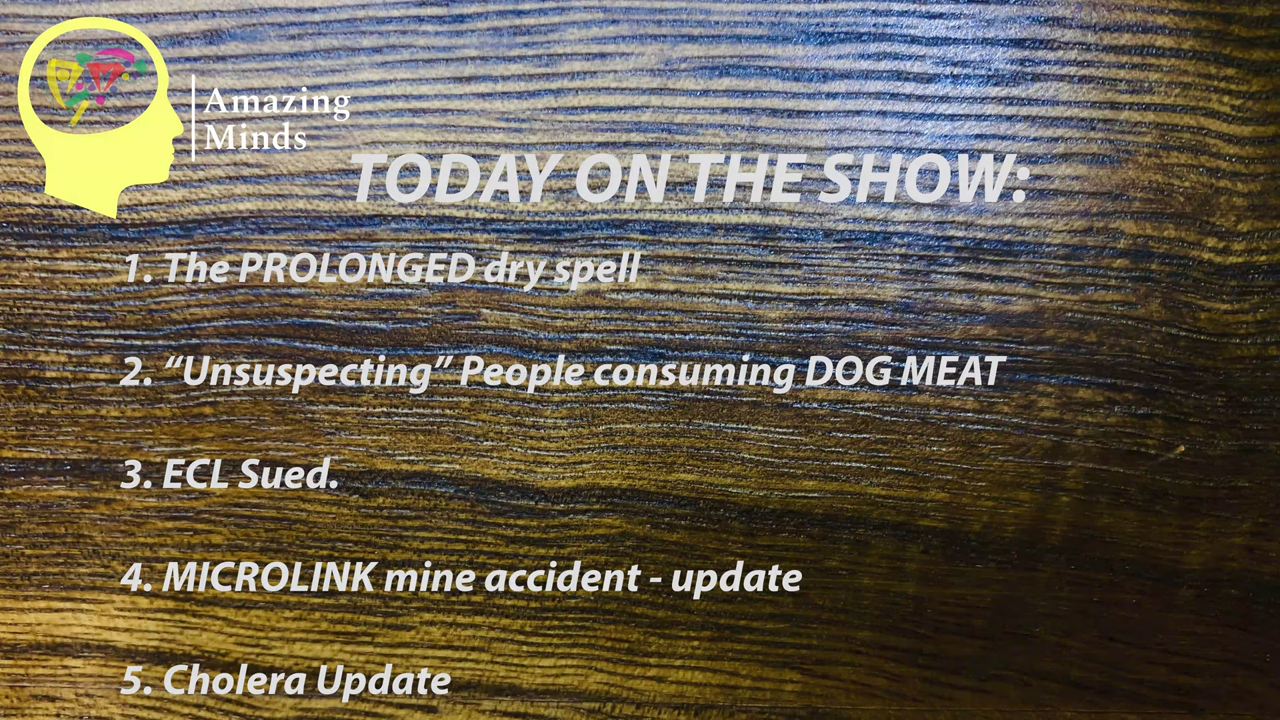 Amazing
Minds
TODAY ON THE SHOW:
1. The PROLONGED dry spell
2. “Unsuspecting” People consuming DOG MEAT
3. ECL Sued.
4. MICROLINK mine accident - update
5. Cholera Update